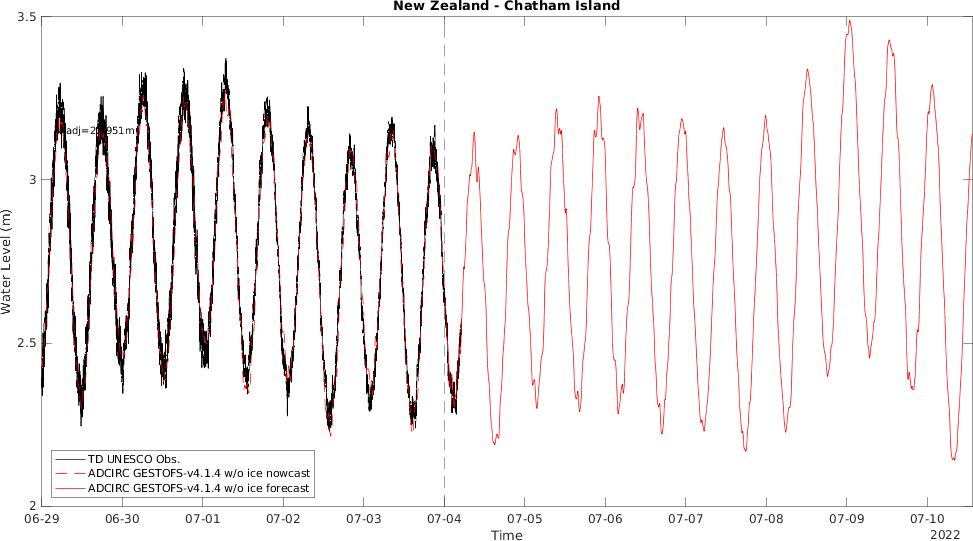 New Zealand - Chatham Island
3.5
3
2.5
2
Water Level (m)
TD UNESCO Obs.
ADCIRC GESTOFS-v4.1.4 w/o ice nowcast
ADCIRC GESTOFS-v4.1.4 w/o ice forecast
06-29 06-30 07-01 07-02 07-03 07-04 07-05 07-06 07-07 07-08 07-09 07-10
Time
2022